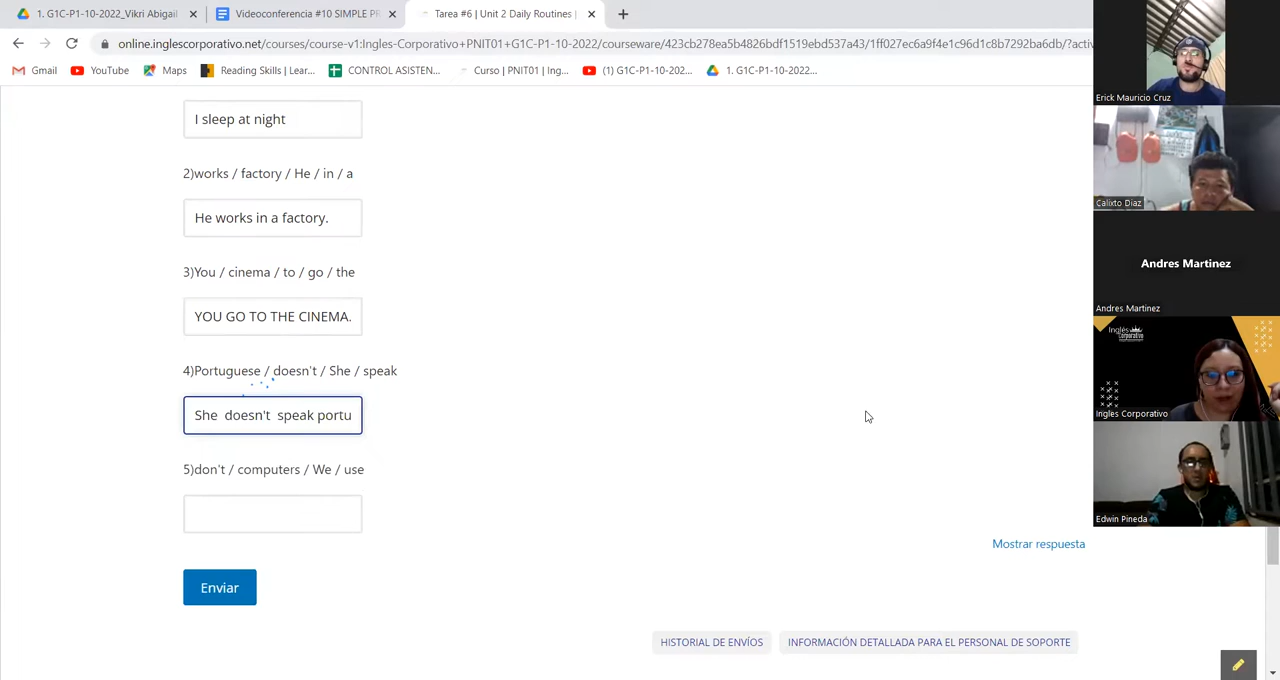 1. G1C-P1-10-2022_Vikri Abigail
Videoconferencia #10 SIMPLE PR
Tarea #6 | Unit 2 Daily Routines |
online.inglescorporativo.net/courses/course-v1:Ingles-Corporativo+PNIT01+G1C-P1-10-2022/courseware/423cb278ea5b4826bdf1519ebd537a43/1ff027ec6a9f4e1c96d1c8b7292ba6db/?activ
Gmail
YouTube
Maps
Reading Skills | Lear...
CONTROL ASISTEN...
Curso | PNIT01 | Ing...
(1) G1C-P1-10-202...
1. G1C-P1-10-2022...
I sleep at night
2)works / factory / He / in / a
He works in a factory.
3)You / cinema / to / go / the
YOU GO TO THE CINEMA.
4)Portuguese / doesn't / She / speak
She  doesn't  speak portu
5)don't / computers / We / use
Mostrar respuesta
Enviar
HISTORIAL DE ENVÍOS
INFORMACIÓN DETALLADA PARA EL PERSONAL DE SOPORTE
Erick Mauricio Cruz
Calixto Diaz
Andres Martinez
Andres Martinez
Inglés
Corporativo
Ingles Corporativo
Edwin Pineda